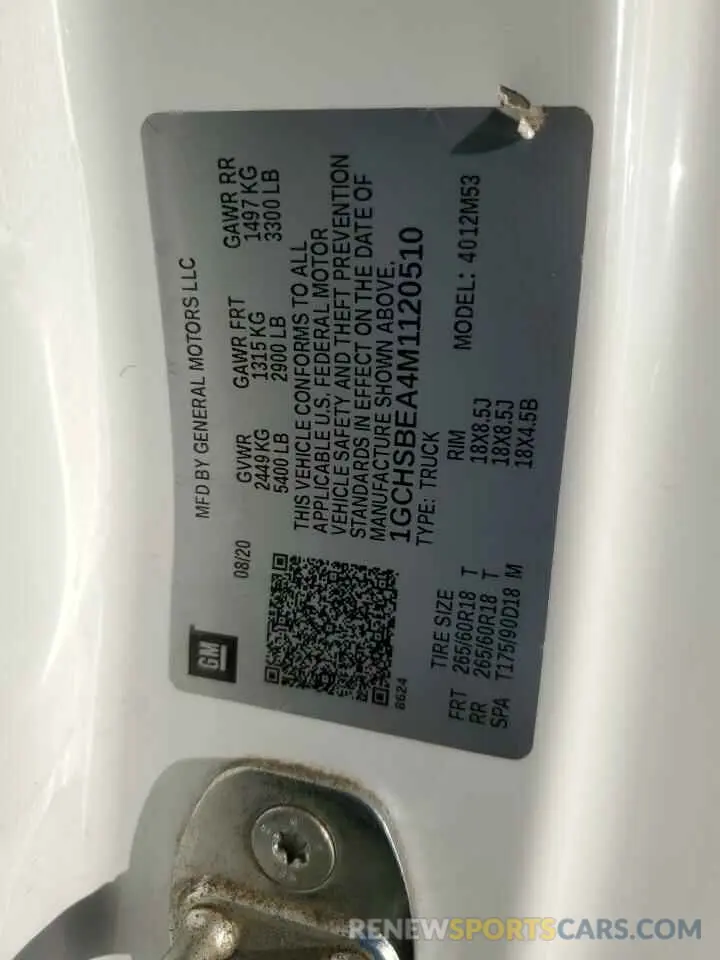 MFD BY GENERAL MOTORS LLC
GM
08/20
GVWR GAWR FRT GAWR RR
2449 KG 1315 KG 1497 KG
5400 LB 2900 LB 3300 LB
THIS VEHICLE CONFORMS TO ALL
APPLICABLE U.S. FEDERAL MOTOR
VEHICLE SAFETY AND THEFT PREVENTION
STANDARDS IN EFFECT ON THE DATE OF
MANUFACTURE SHOWN ABOVE.
1GCHSBEA4M1120510
TYPE: TRUCK
8624
TIRE SIZE RIM MODEL: 4012M53
FRT 265/60R18 T 18X8.5J
RR 265/60R18 T 18X8.5J
SPA T175/90D18 M 18X4.5B
RENEWSPORTSCARS.COM